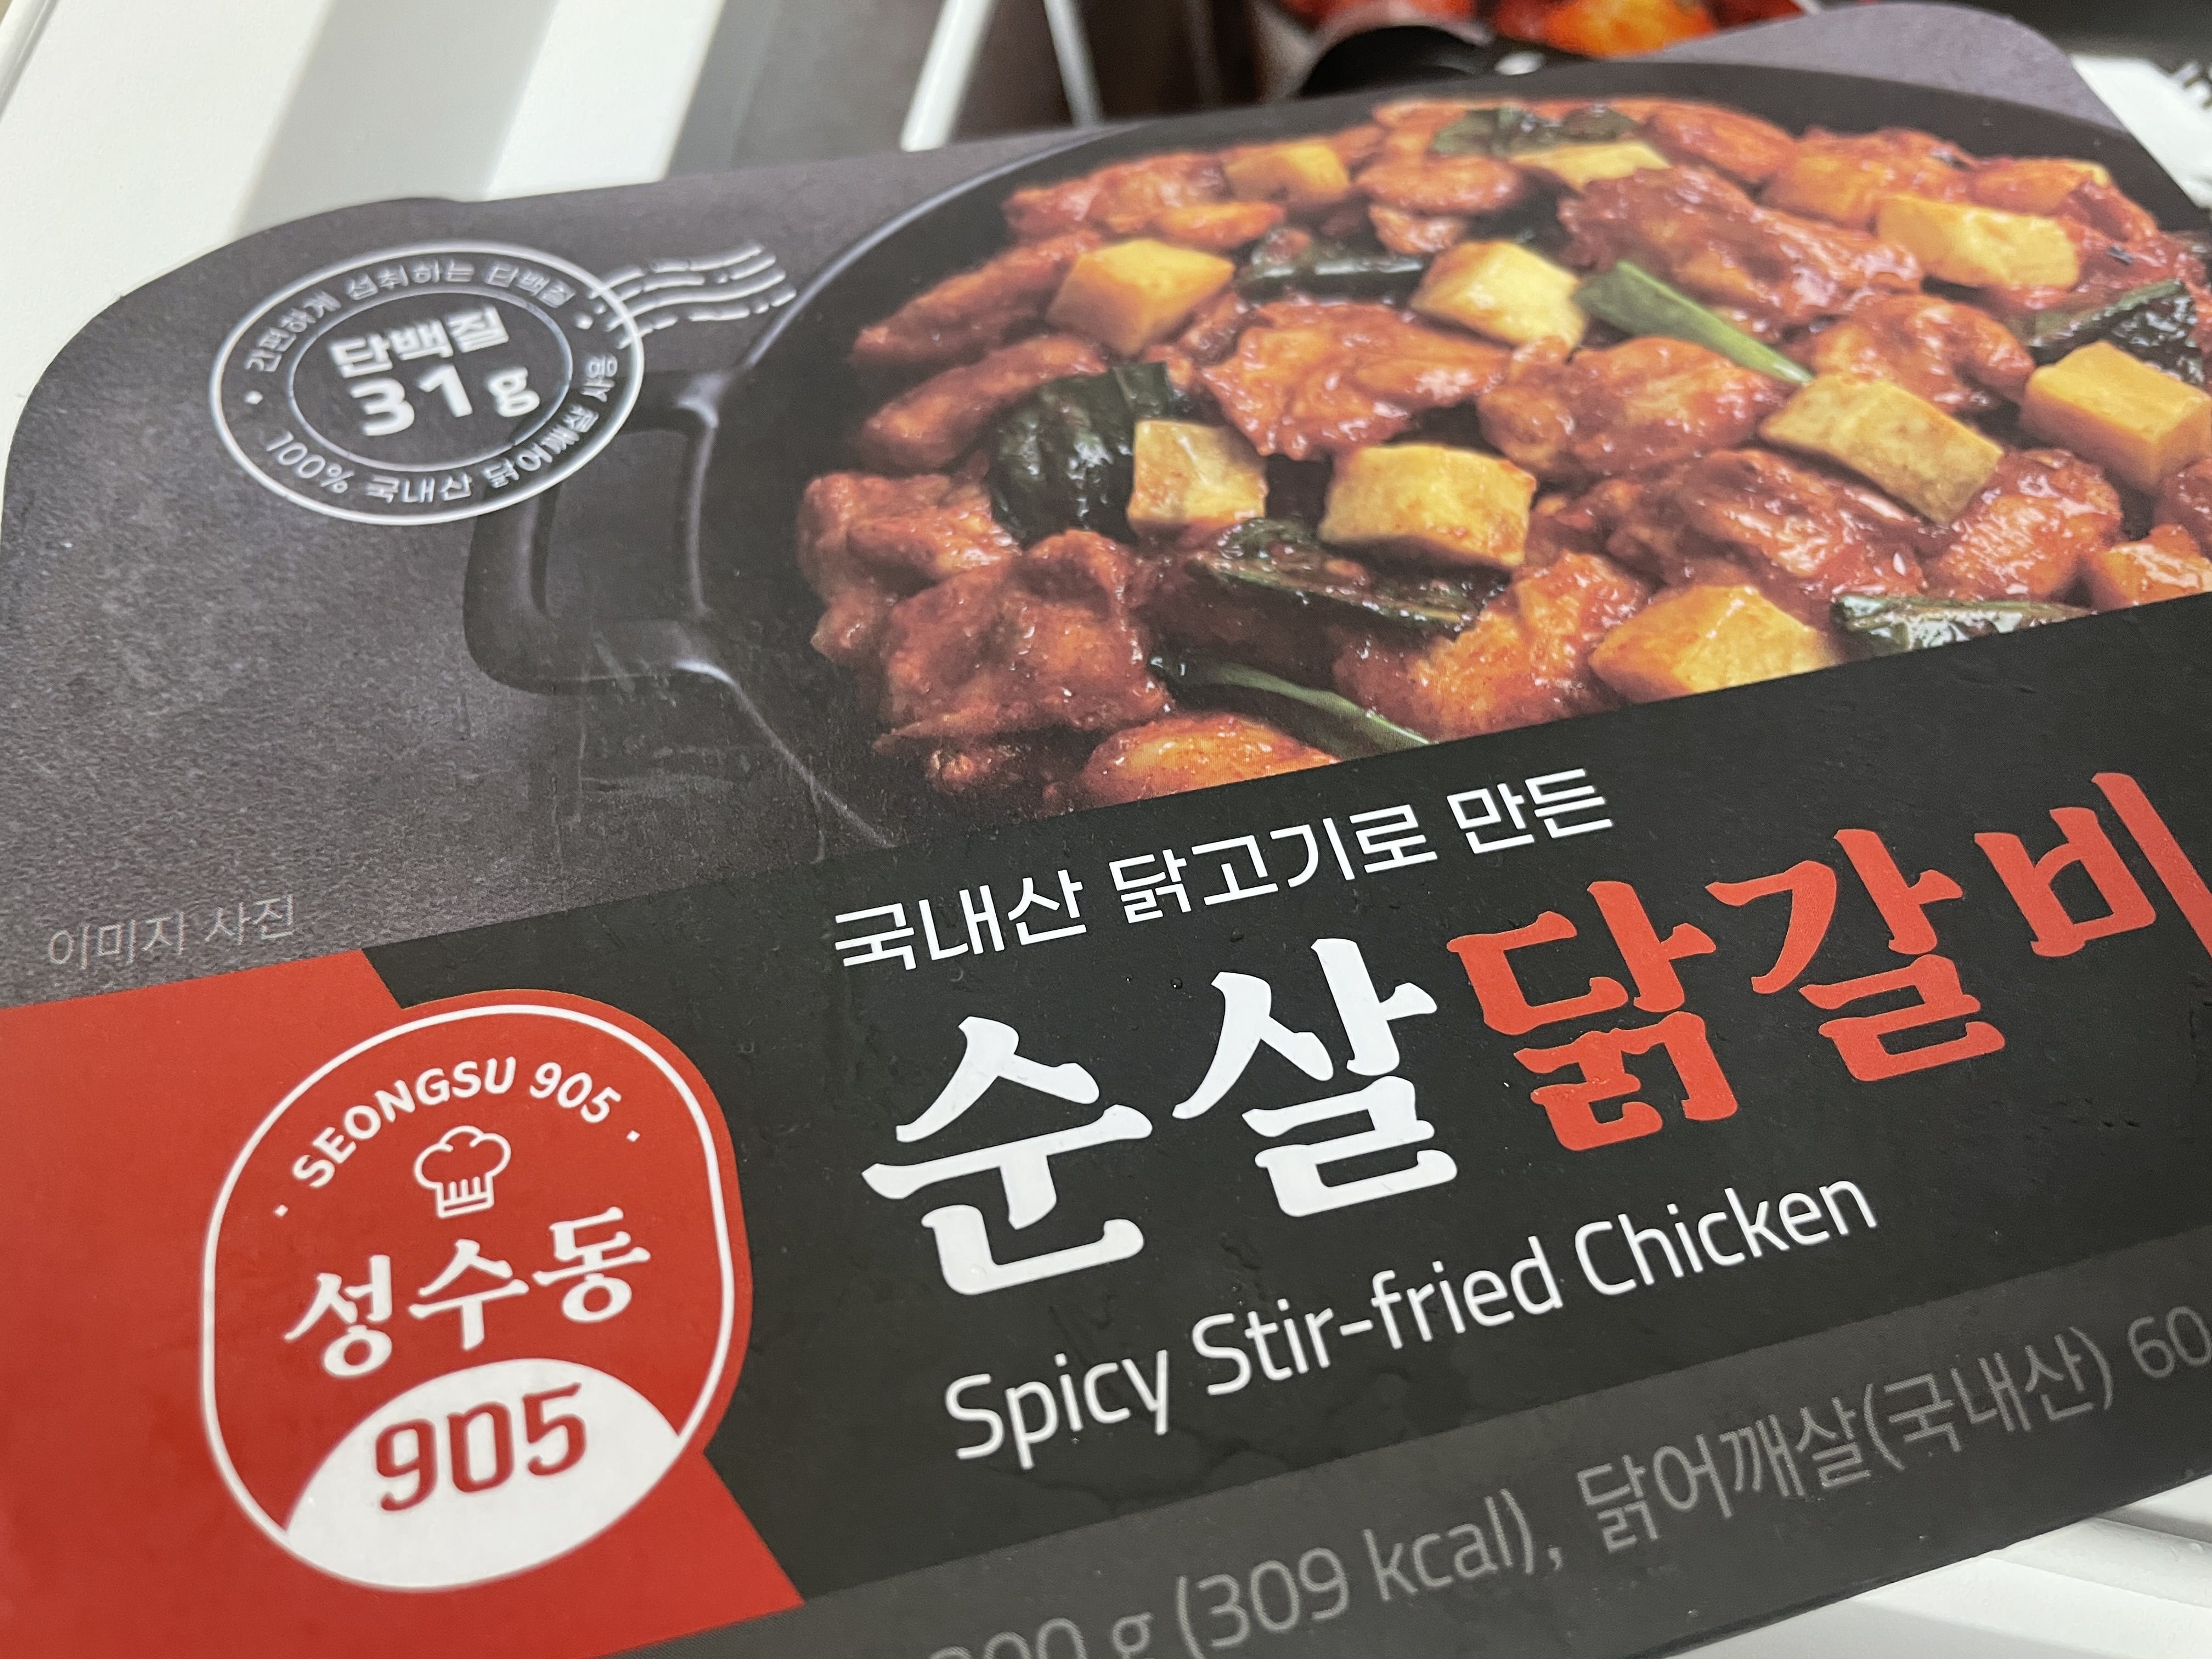 간편하게 섭취하는 단백질
단백질
31 g
100% 국내산 닭어깨살 사용
이미지 사진
국내산 닭고기로 만든
순살닭갈비
Spicy Stir-fried Chicken
SEONGSU 905
성수동
905
g (309 kcal), 닭어깨살(국내산)